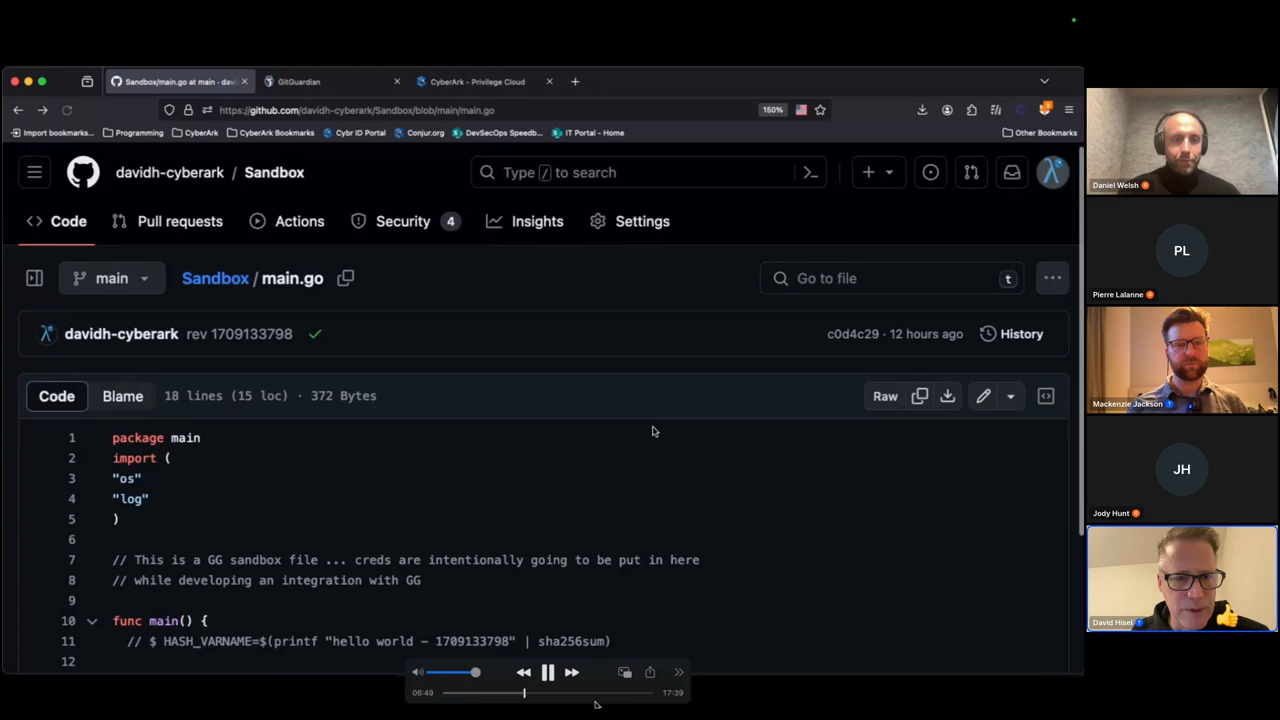 Sandbox/main.go at main · davi
GitGuardian
CyberArk - Privilege Cloud
https://github.com/davidh-cyberark/Sandbox/blob/main/main.go
150%
Import bookmarks...
Programming
CyberArk
CyberArk Bookmarks
Cybr ID Portal
Conjur.org
DevSecOps Speedb...
IT Portal - Home
Other Bookmarks
davidh-cyberark / Sandbox
Type / to search
Code
Pull requests
Actions
Security 4
Insights
Settings
main
Sandbox / main.go
Go to file
t
davidh-cyberark rev 1709133798
c0d4c29 · 12 hours ago
History
Code
Blame
18 lines (15 loc) · 372 Bytes
Raw
1 package main
2 import (
3 "os"
4 "log"
5 )
6
7 // This is a GG sandbox file ... creds are intentionally going to be put in here
8 // while developing an integration with GG
9
10 func main() {
11 // $ HASH_VARNAME=$(printf "hello world - 1709133798" | sha256sum)
12
06:49
17:39
Daniel Welsh
PL
Pierre Lalanne
Mackenzie Jackson
JH
Jody Hunt
David Hisel